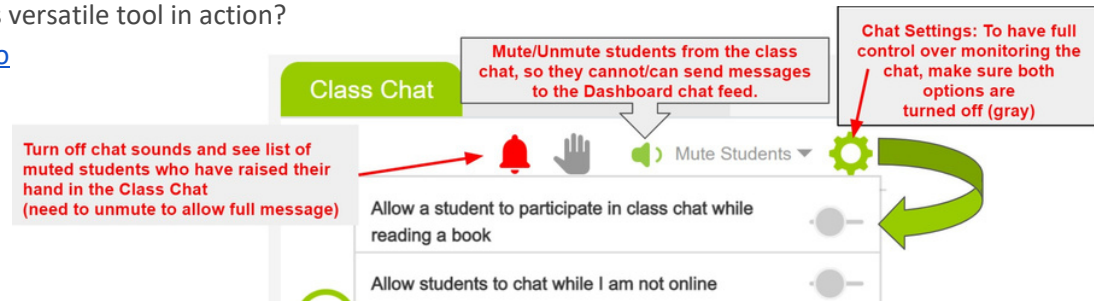 versatile tool in action?
Class Chat
Mute/Unmute students from the class
chat, so they cannot/can send messages
to the Dashboard chat feed.
Chat Settings: To have full
control over monitoring the
chat, make sure both
options are
turned off (gray)
Turn off chat sounds and see list of
muted students who have raised their
hand in the Class Chat
(need to unmute to allow full message)
Mute Students
Allow a student to participate in class chat while
reading a book
Allow students to chat while I am not online